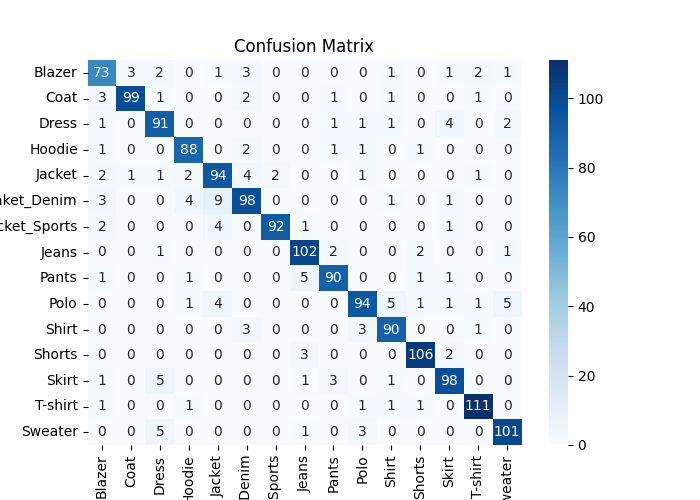 Confusion Matrix
Blazer 73 3 2 0 1 3 0 0 0 0 1 0 1 2 1
Coat 3 99 1 0 0 2 0 0 1 0 1 0 0 1 0
Dress 1 0 91 0 0 0 0 0 1 1 1 0 4 0 2
Hoodie 1 0 0 88 0 2 0 0 1 1 0 1 0 0 0
Jacket 2 1 1 2 94 4 2 0 0 1 0 0 0 1 0
ket_Denim 3 0 0 4 9 98 0 0 0 0 1 0 1 0 0
cket_Sports 2 0 0 0 4 0 92 1 0 0 0 0 1 0 0
Jeans 0 0 1 0 0 0 0 102 2 0 0 2 0 0 1
Pants 1 0 0 1 0 0 0 5 90 0 0 1 1 0 0
Polo 0 0 0 1 4 0 0 0 0 94 5 1 1 1 5
Shirt 0 0 0 0 0 3 0 0 0 3 90 0 0 1 0
Shorts 0 0 0 0 0 0 0 3 0 0 0 106 2 0 0
Skirt 1 0 5 0 0 0 0 1 3 0 1 0 98 0 0
T-shirt 1 0 0 1 0 0 0 0 0 1 1 1 0 111 0
Sweater 0 0 5 0 0 0 0 1 0 3 0 0 0 0 101
Blazer Coat Dress Hoodie Jacket Denim Sports Jeans Pants Polo Shirt Shorts Skirt T-shirt weater
100
80
60
40
20
0